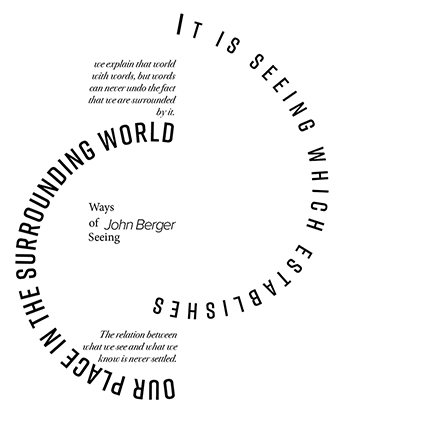 IT IS SEEING WHICH ESTABLISHES
OUR PLACE IN THE SURROUNDING WORLD
we explain that world
with words, but words
can never undo the fact
that we are surrounded
by it.
Ways
of John Berger
Seeing
The relation between
what we see and what we
know is never settled.